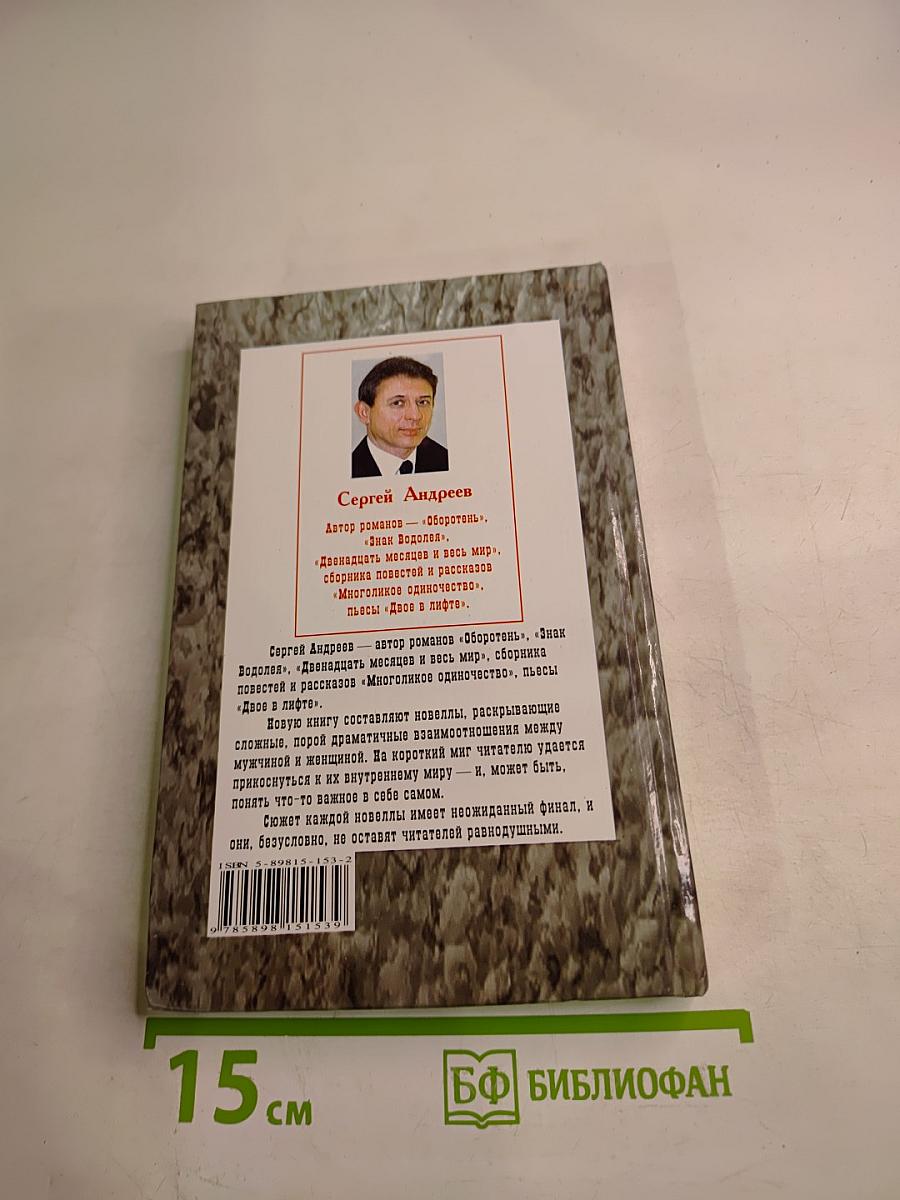 Сергей Андреев
Автор романов — «Оборотень»,
«Знак Водолея»,
«Двенадцать месяцев и весь мир»,
сборника повестей и рассказов
«Многоликое одиночество»,
пьесы «Двое в лифте».
Сергей Андреев — автор романов «Оборотень», «Знак
Водолея», «Двенадцать месяцев и весь мир», сборника
повестей и рассказов «Многоликое одиночество», пьесы
«Двое в лифте».
Новую книгу составляют новеллы, раскрывающие
сложные, порой драматичные взаимоотношения между
мужчиной и женщиной. На короткий миг читателю удается
прикоснуться к их внутреннему миру — и, может быть,
понять что-то важное в себе самом.
Сюжет каждой новеллы имеет неожиданный финал, и
они, безусловно, не оставят читателей равнодушными.
ISBN 5-89815-153-2
9 785898 151539
15 см
БФ БИБЛИОФАН